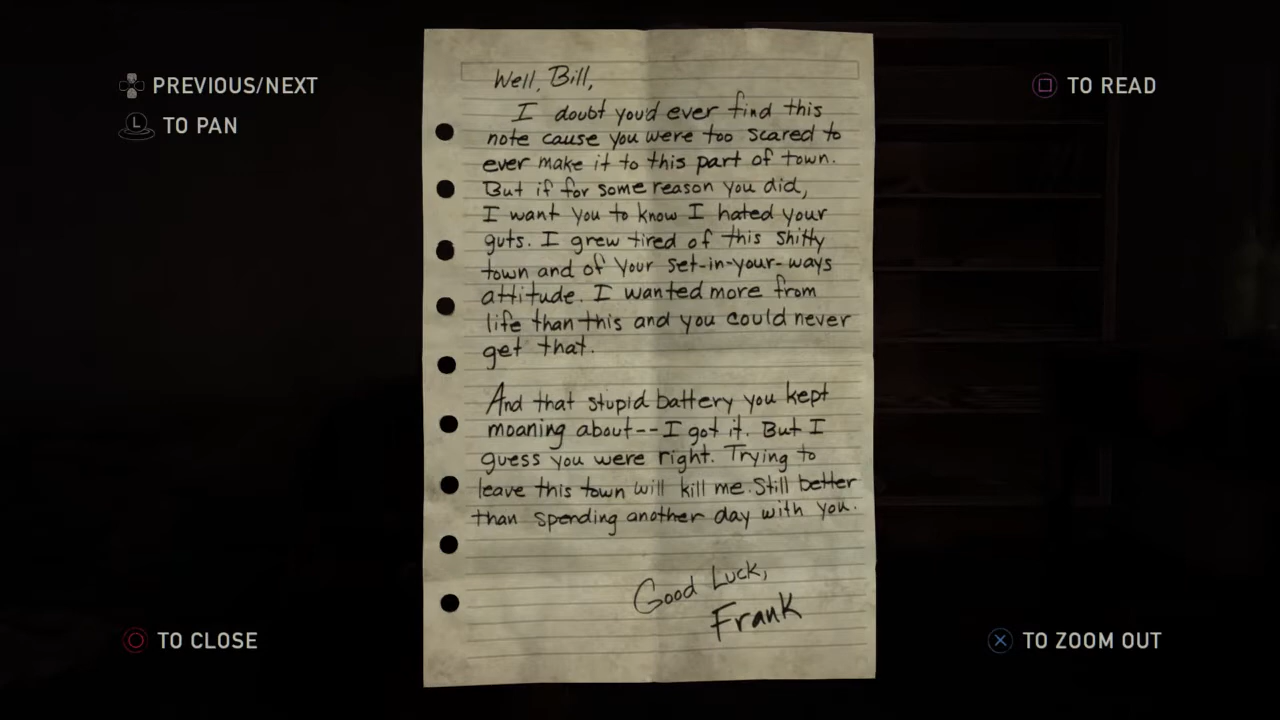 PREVIOUS/NEXT
TO PAN
TO READ
Well, Bill,
I doubt you'd ever find this
note cause you were too scared to
ever make it to this part of town.
But if for some reason you did,
I want you to know I hated your
guts. I grew tired of this shitty
town and of your set-in-your-ways
attitude. I wanted more from
life than this and you could never
get that.
And that stupid battery you kept
moaning about--I got it. But I
guess you were right. Trying to
leave this town will kill me. Still better
than spending another day with you.
Good Luck,
Frank
TO CLOSE
TO ZOOM OUT